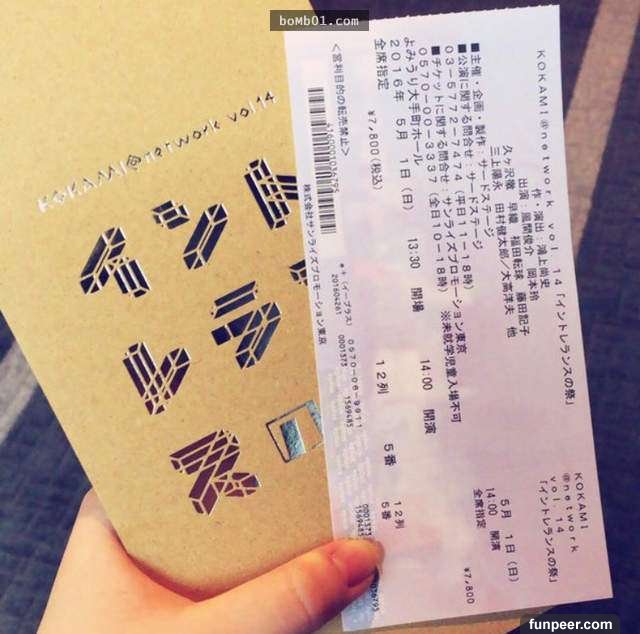 boMb01.com
KOKAMI@network vol.14
KOKAMI@network vol.14「イントレランスの祭」
作・演出:鴻上尚史
出演:風間俊介 岡本玲
久ヶ沢徹 早織 福田転球 藤田記子
三上陽永 田村健太郎/大高洋夫 他
■主催・企画・製作:サードステージ
■公演に関する問合せ:サードステージ
03-5772-7474(平日11-18時)
■チケットに関する問合せ:サンライズプロモーション東京
0570-00-3337(全日10-18時) ※未就学児童入場不可
よみうり大手町ホール
2016年 5月 1日(日) 13:30 開場 14:00 開演
全席指定 12列 5番
¥7,800(税込)
<営利目的の転売禁止>
株式会社サンライズプロモーション東京
(イープラス) 0570-06-9911
0001373 1569485
KOKAMI
@network
vol.14
「イントレランスの祭」
5月 1日(日)
14:00 開演
全席指定
¥7,800
12列
5番
0001373
1569485
funpeer.com